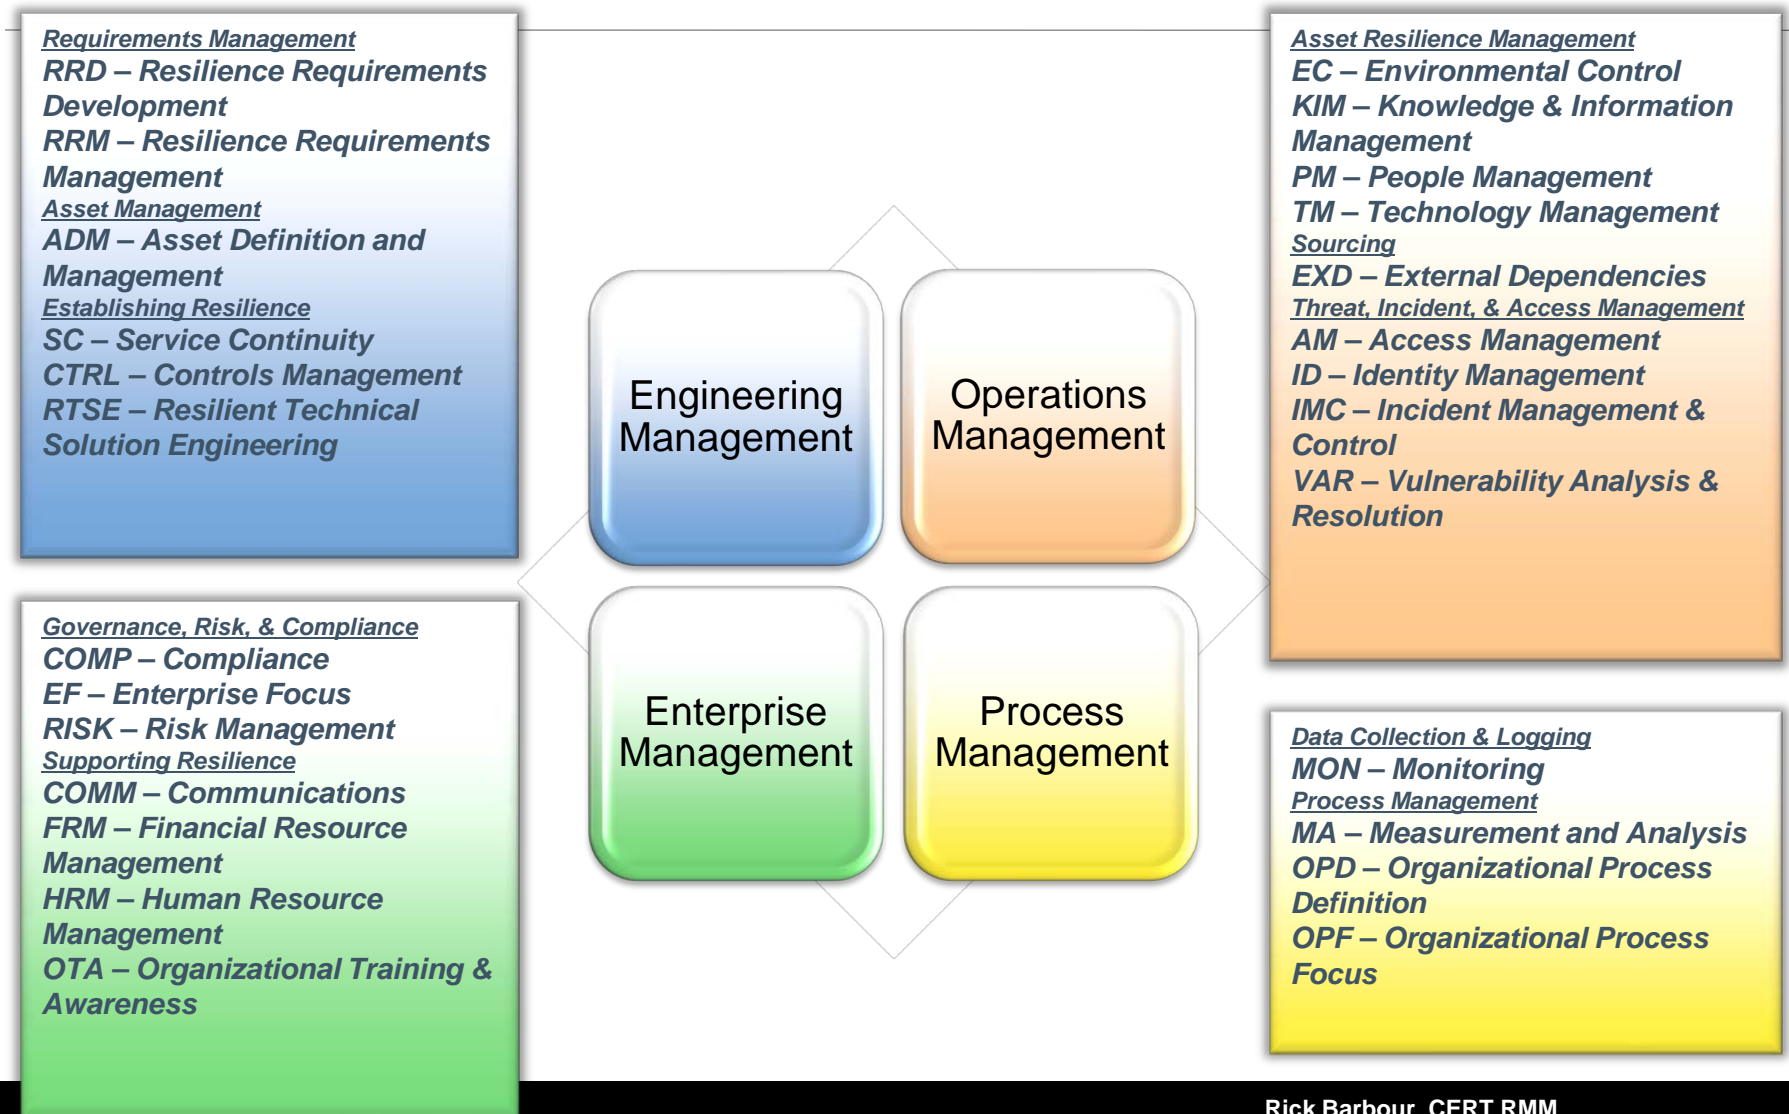 Requirements Management
RRD – Resilience Requirements
Development
RRM – Resilience Requirements
Management
Asset Management
ADM – Asset Definition and
Management
Establishing Resilience
SC – Service Continuity
CTRL – Controls Management
RTSE – Resilient Technical
Solution Engineering
Governance, Risk, & Compliance
COMP – Compliance
EF – Enterprise Focus
RISK – Risk Management
Supporting Resilience
COMM – Communications
FRM – Financial Resource
Management
HRM – Human Resource
Management
OTA – Organizational Training &
Awareness
Engineering
Management
Operations
Management
Enterprise
Management
Process
Management
Asset Resilience Management
EC – Environmental Control
KIM – Knowledge & Information
Management
PM – People Management
TM – Technology Management
Sourcing
EXD – External Dependencies
Threat, Incident, & Access Management
AM – Access Management
ID – Identity Management
IMC – Incident Management &
Control
VAR – Vulnerability Analysis &
Resolution
Data Collection & Logging
MON – Monitoring
Process Management
MA – Measurement and Analysis
OPD – Organizational Process
Definition
OPF – Organizational Process
Focus
Rick Barbour, CERT RMM